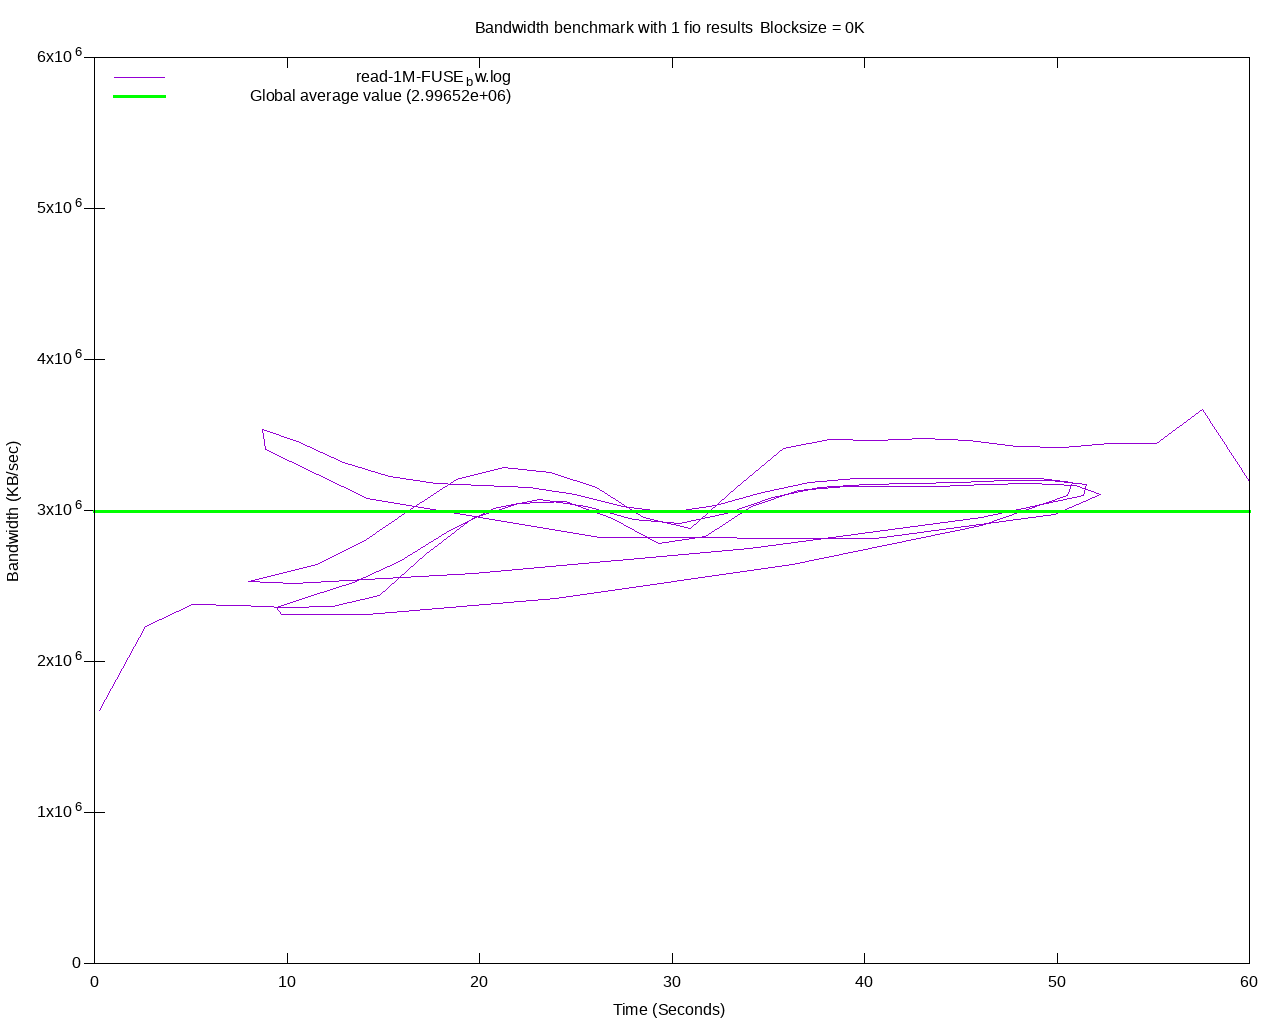 Bandwidth benchmark with 1 fio results  Blocksize = 0K
6x10 6
read-1M-FUSE b w.log
Global average value (2.99652e+06)
5x10 6
4x10 6
3x10 6
2x10 6
1x10 6
0
Bandwidth (KB/sec)
0 10 20 30 40 50 60
Time (Seconds)